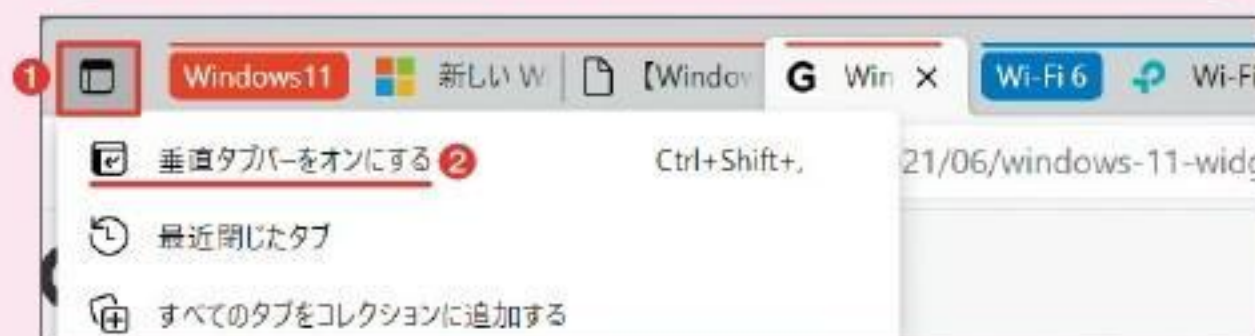 1 Windows11 新しい W 【Window G Win × Wi-Fi 6 Wi-Fi
垂直タブバーをオンにする 2 Ctrl+Shift+,
21/06/windows-11-widg
最近閉じたタブ
すべてのタブをコレクションに追加する